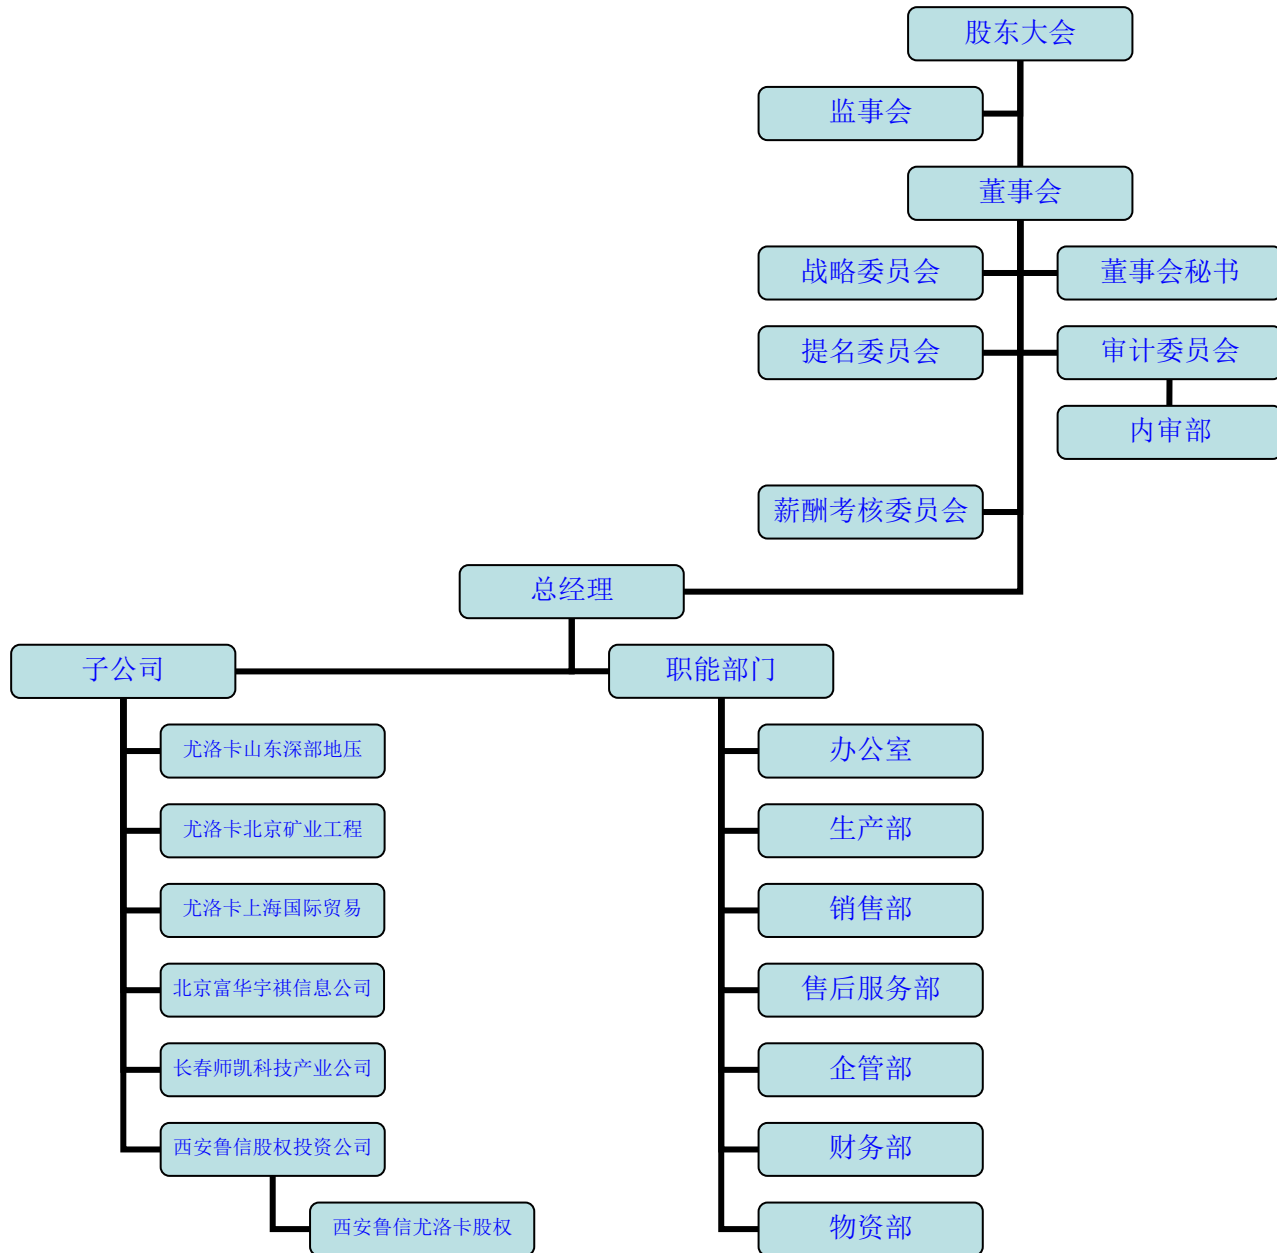 股东大会
监事会
董事会
战略委员会
董事会秘书
提名委员会
审计委员会
内审部
薪酬考核委员会
总经理
子公司
职能部门
尤洛卡山东深部地压
办公室
尤洛卡北京矿业工程
生产部
尤洛卡上海国际贸易
销售部
北京富华宇祺信息公司
售后服务部
长春师凯科技产业公司
企管部
西安鲁信股权投资公司
财务部
西安鲁信尤洛卡股权
物资部